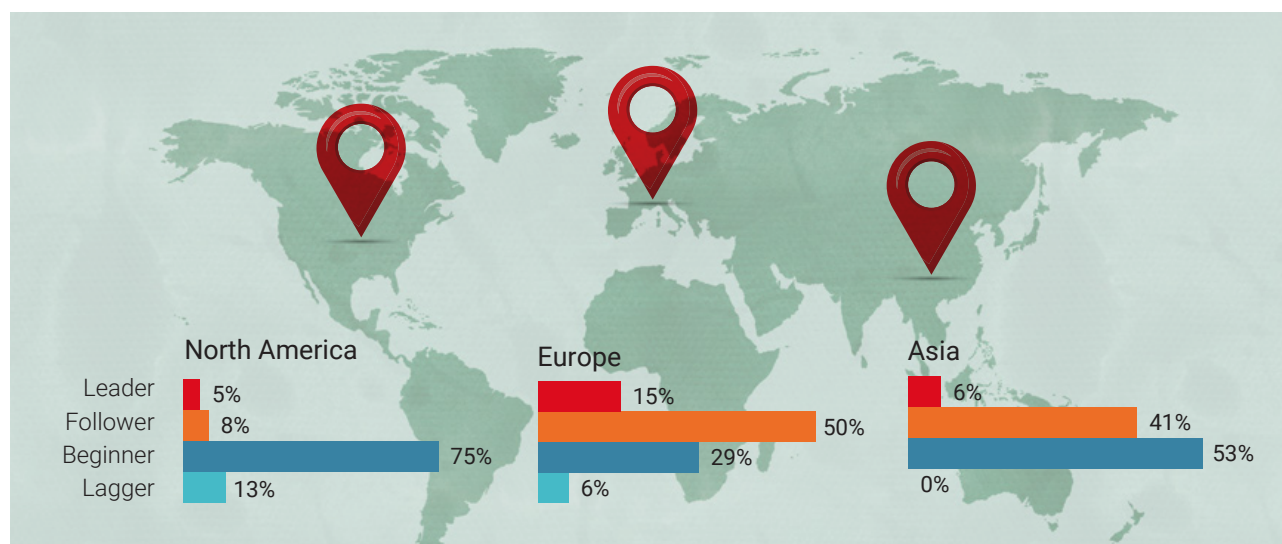 North America
Europe
Asia
Leader 5% 15% 6%
Follower 8% 50% 41%
Beginner 75% 29% 53%
Lagger 13% 6% 0%